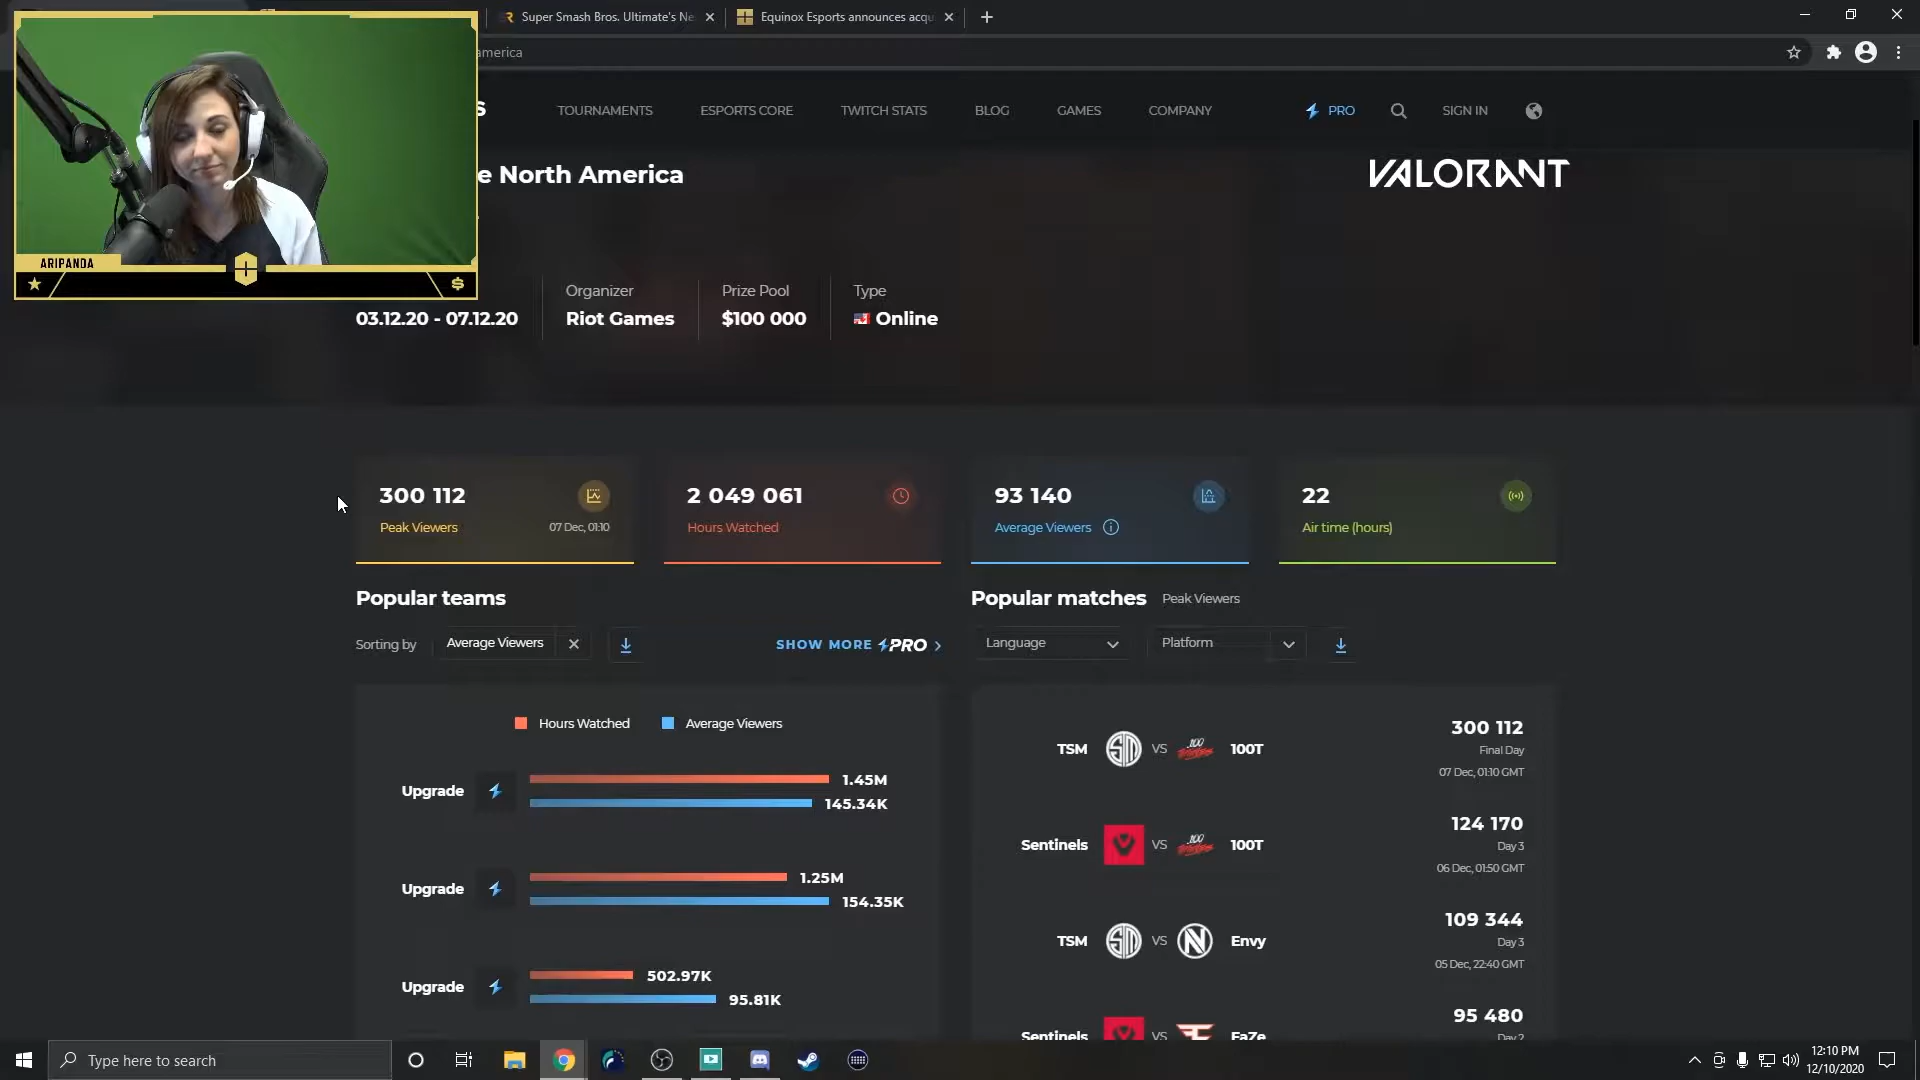 Super Smash Bros. Ultimate's Ne
Equinox Esports announces acqu
america
S
TOURNAMENTS
ESPORTS CORE
TWITCH STATS
BLOG
GAMES
COMPANY
PRO
SIGN IN
e North America
VALORANT
ARIPANDA
03.12.20 - 07.12.20
Organizer
Riot Games
Prize Pool
$100 000
Type
Online
300 112
Peak Viewers
07 Dec, 01:10
2 049 061
Hours Watched
93 140
Average Viewers
22
Air time (hours)
Popular teams
Sorting by
Average Viewers
SHOW MORE PRO
Hours Watched
Average Viewers
Upgrade
1.45M
145.34K
Upgrade
1.25M
154.35K
Upgrade
502.97K
95.81K
Popular matches
Peak Viewers
Language
Platform
TSM VS 100T
300 112
Final Day
07 Dec, 01:10 GMT
Sentinels VS 100T
124 170
Day 3
06 Dec, 01:50 GMT
TSM VS Envy
109 344
Day 3
05 Dec, 22:40 GMT
Sentinels VS FaZe
95 480
Day 2
Type here to search
12:10 PM
12/10/2020